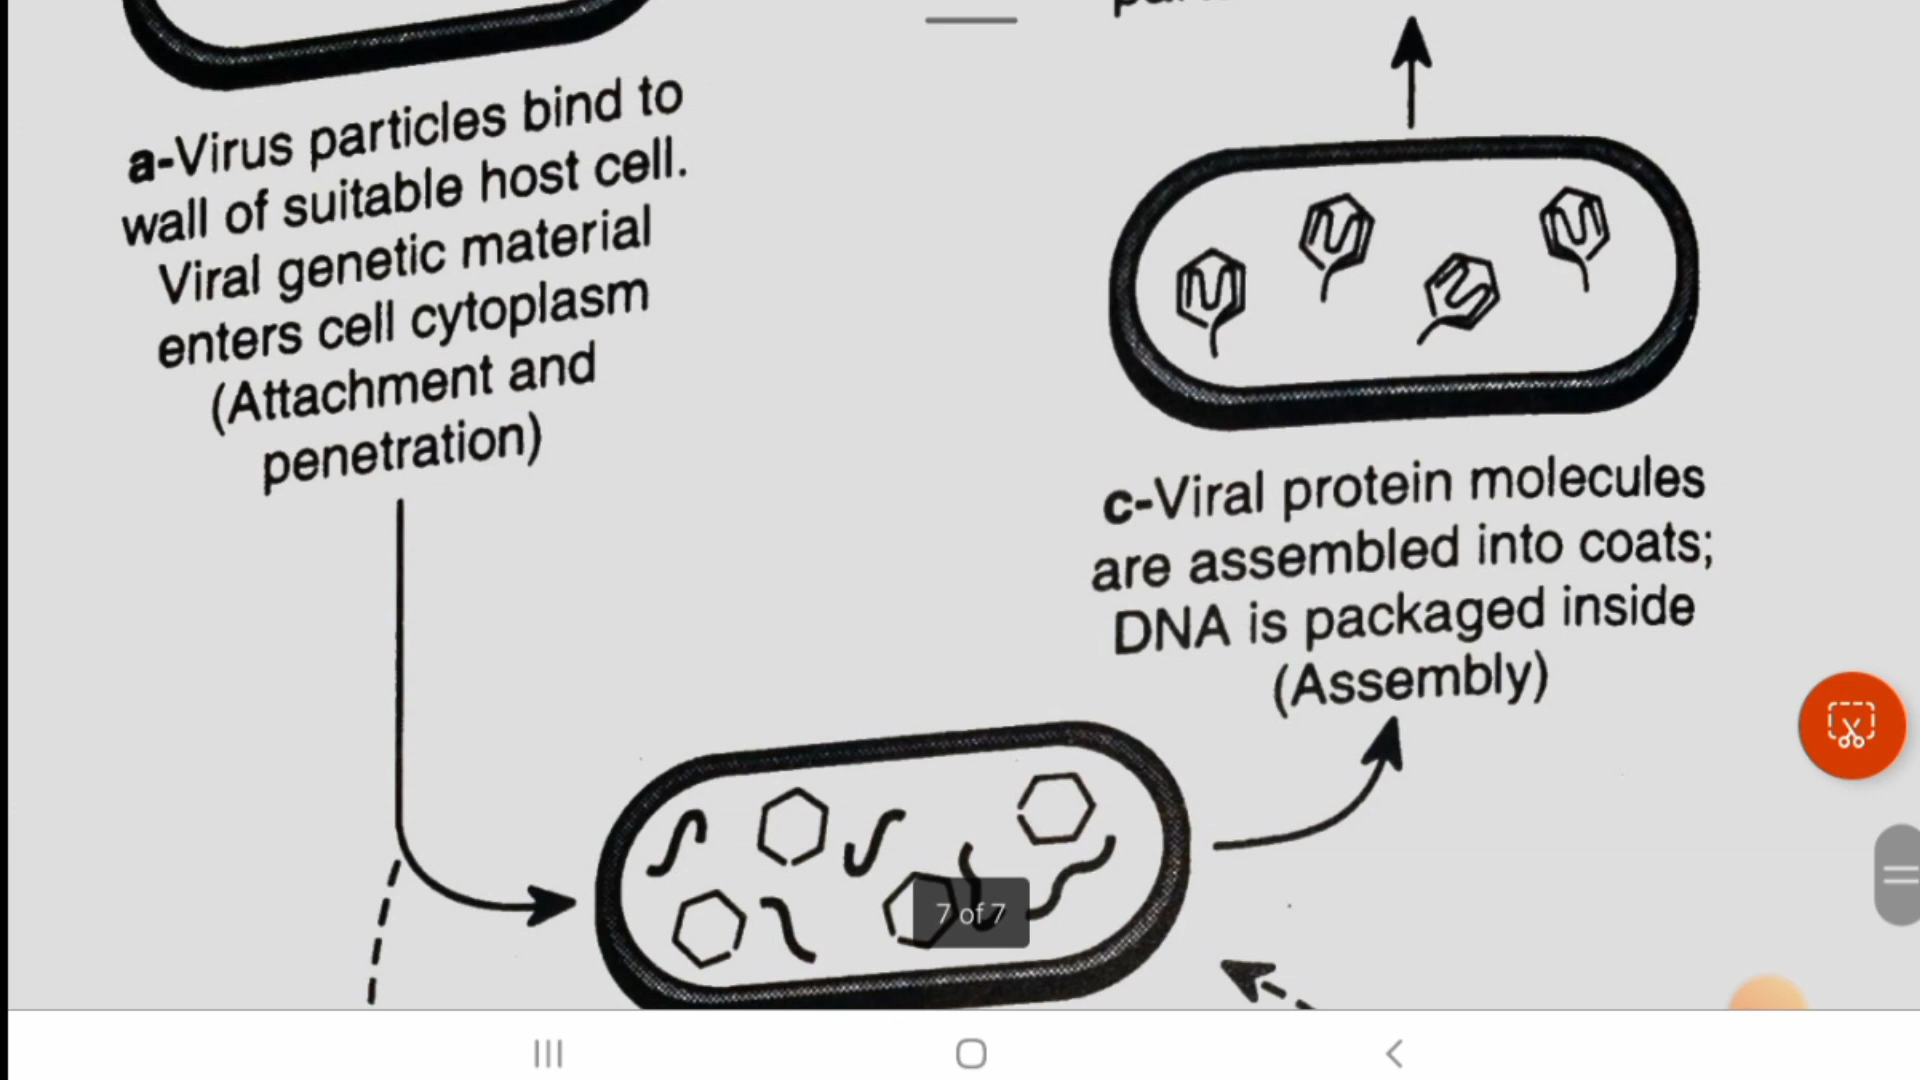 a-Virus particles bind to
wall of suitable host cell.
Viral genetic material
enters cell cytoplasm
(Attachment and
penetration)
c-Viral protein molecules
are assembled into coats;
DNA is packaged inside
(Assembly)
7 of 7